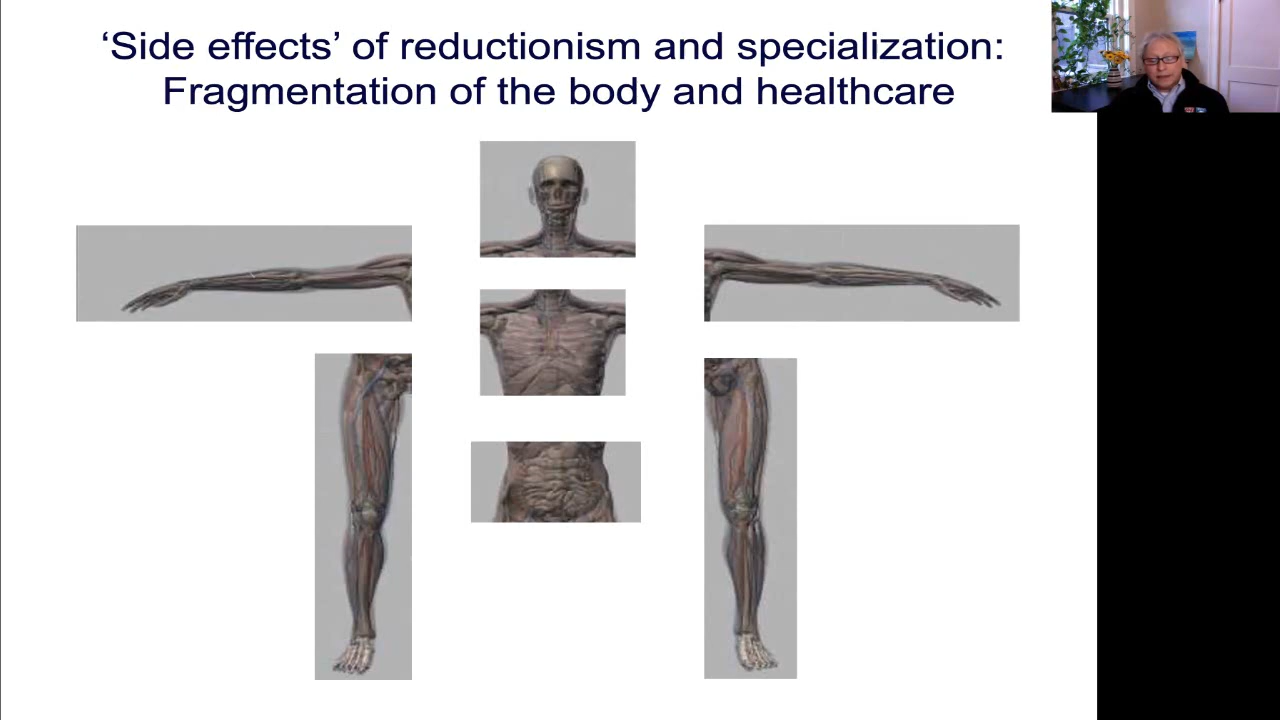 ‘Side effects’ of reductionism and specialization:
Fragmentation of the body and healthcare